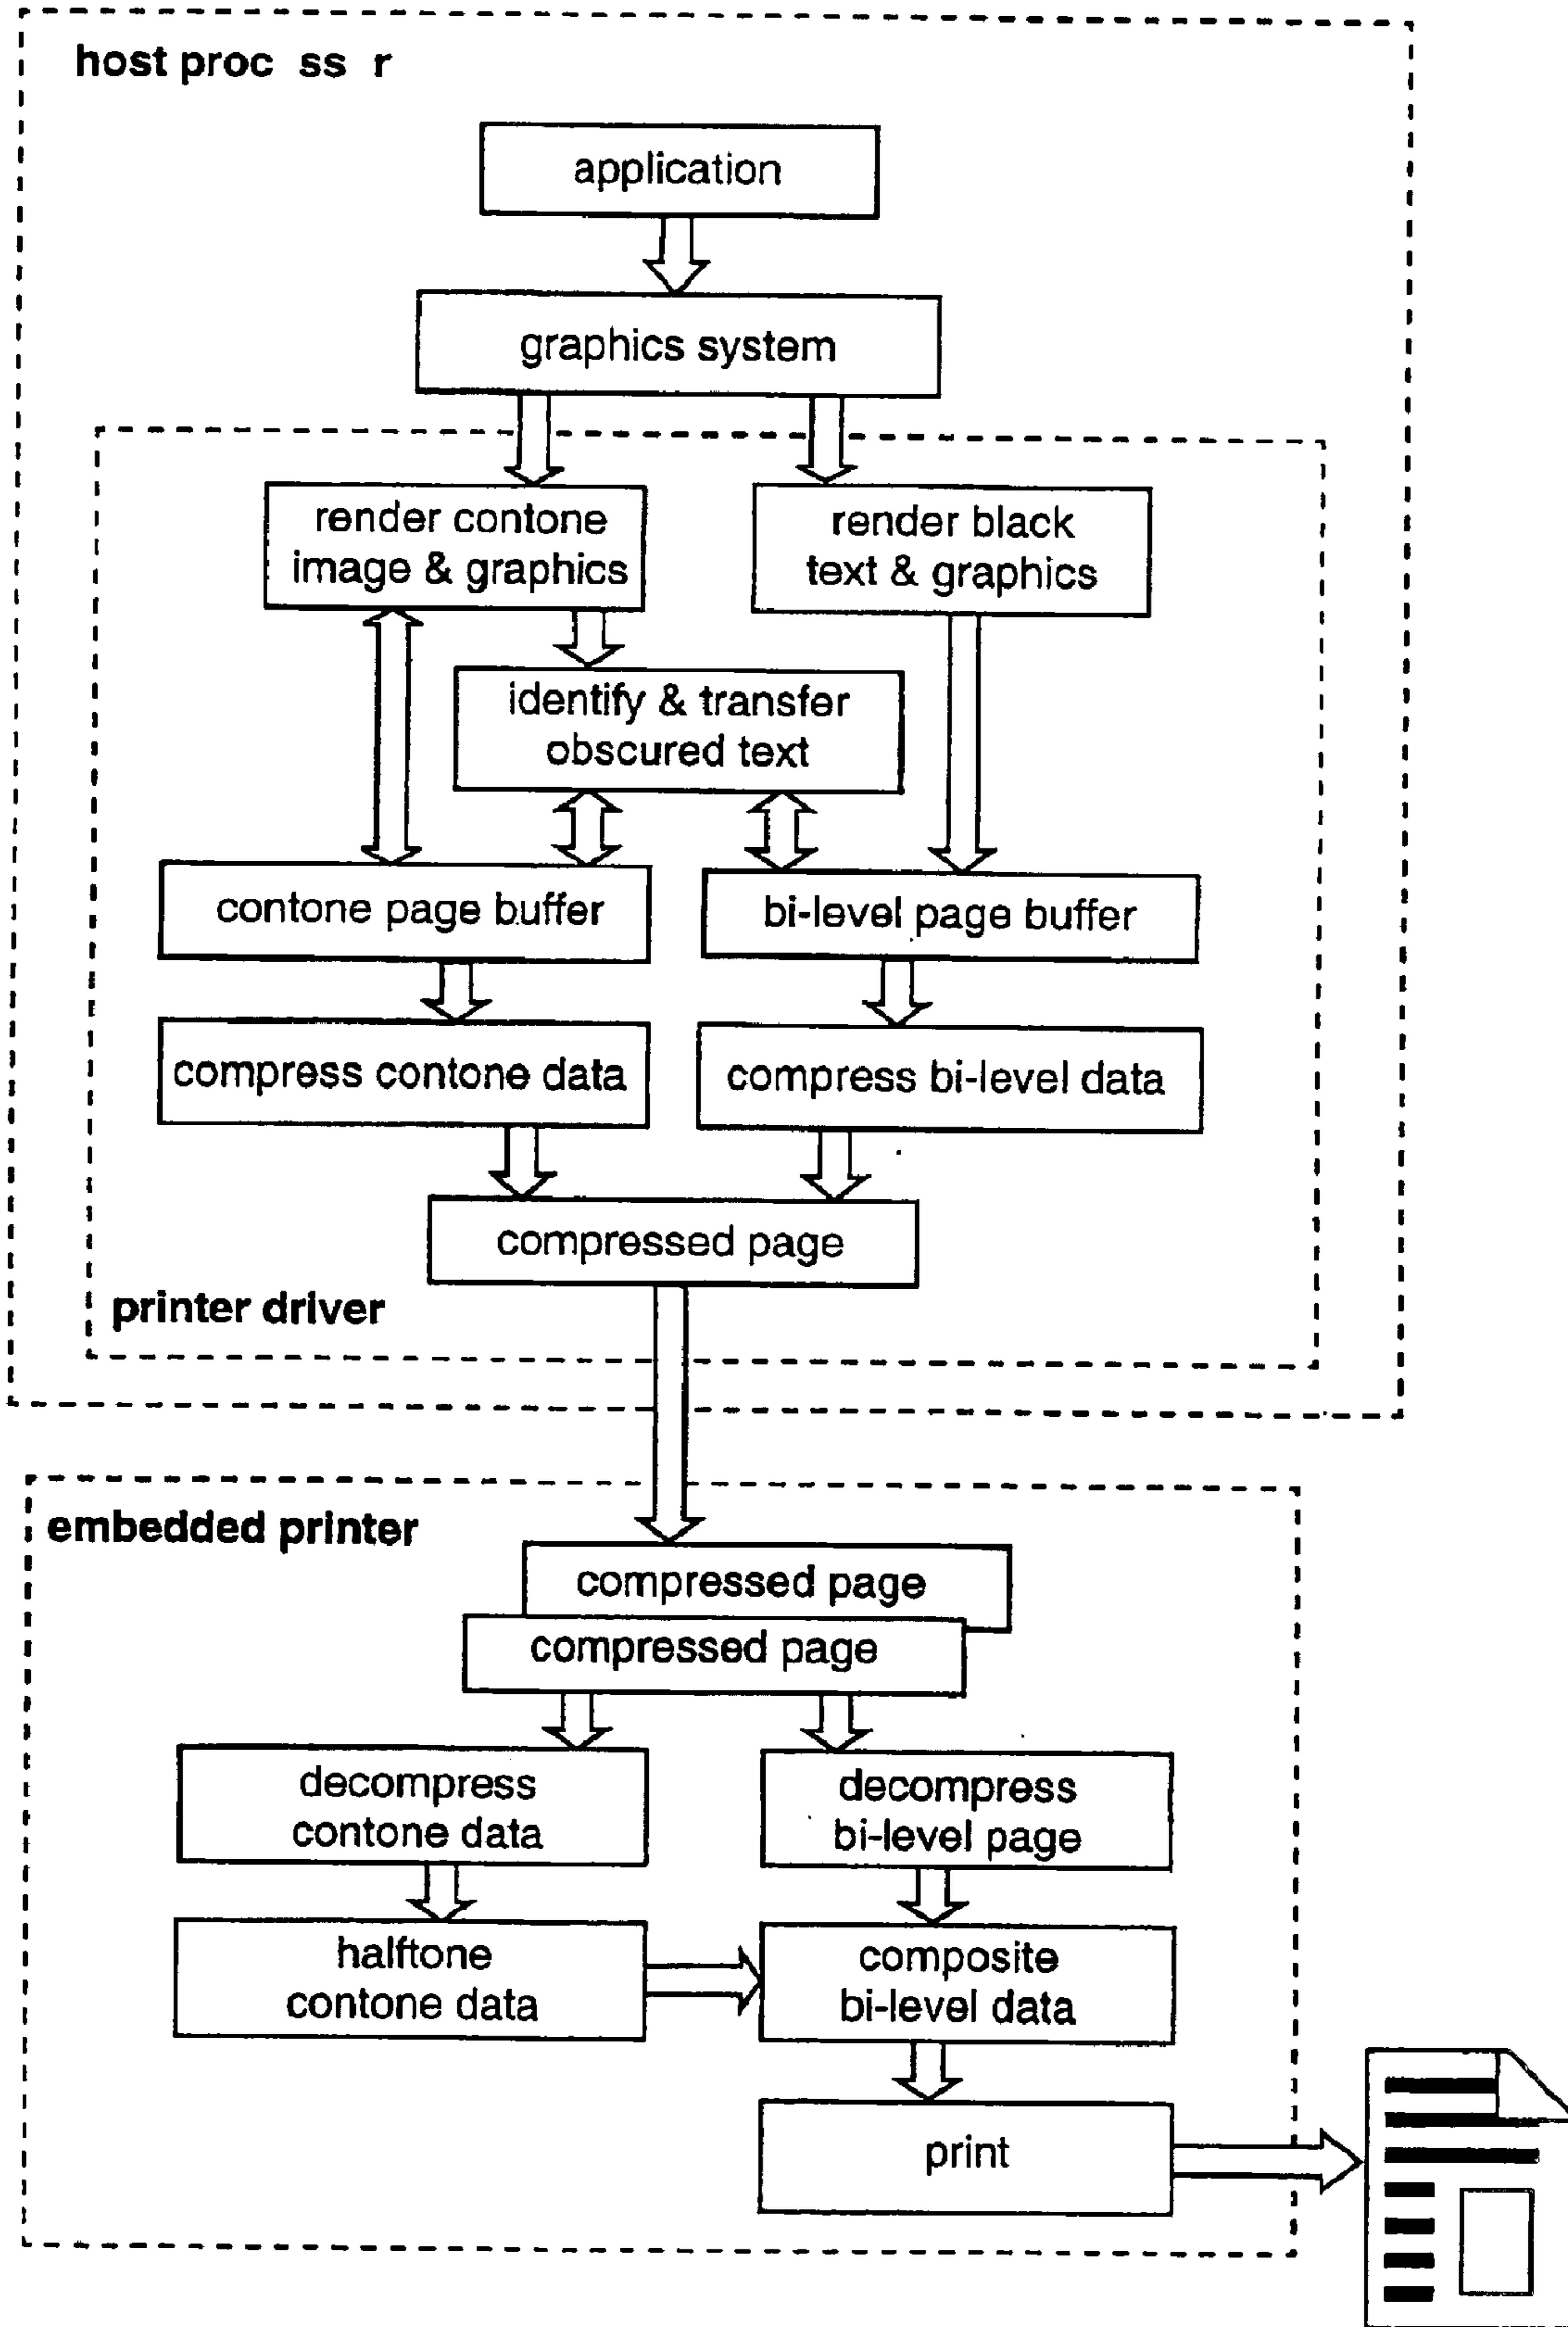 host proc ss r
application
graphics system
render contone
image & graphics
render black
text & graphics
identify & transfer
obscured text
contone page buffer
bi-level page buffer
compress contone data
compress bi-level data
compressed page
printer driver
embedded printer
compressed page
compressed page
decompress
contone data
decompress
bi-level page
halftone
contone data
composite
bi-level data
print